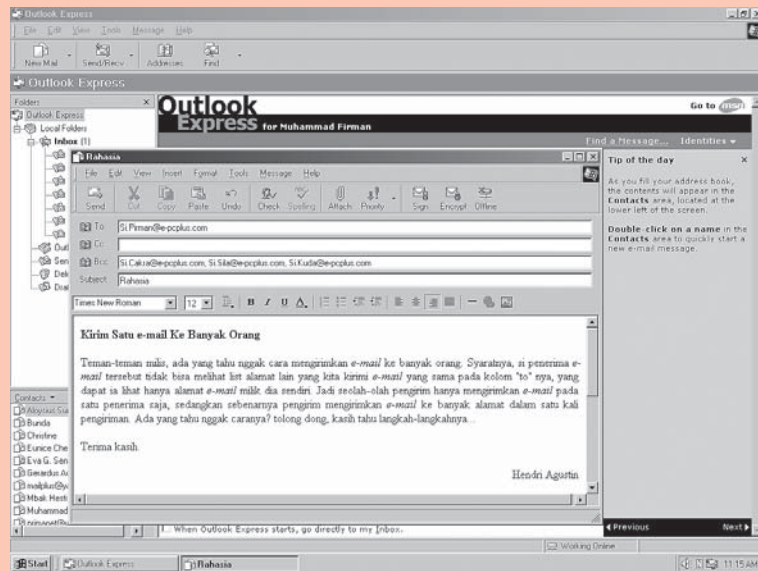 Outlook Express
File Edit View Tools Message Help
New Mail Send/Recv Addresses Find
Outlook Express
Folders ×
Outlook Express
Local Folders
Inbox (1)
Outlook
Express for Muhammad Firman
Go to msn
Find a Message... Identities
Rahasia
File Edit View Insert Format Tools Message Help
Send Cut Copy Paste Undo Check Spelling Attach Priority Sign Encrypt Offline
To: Si.Pirman@e-pcplus.com
Cc:
Bcc: Si.Cakra@e-pcplus.com, Si.Sila@e-pcplus.com, Si.Kuda@e-pcplus.com
Subject: Rahasia
Times New Roman 12 B I U A
Kirim Satu e-mail Ke Banyak Orang
Teman-teman milis, ada yang tahu nggak cara mengirimkan e-mail ke banyak orang. Syaratnya, si penerima e-
mail tersebut tidak bisa melihat list alamat lain yang kita kirimi e-mail yang sama pada kolom "to" nya, yang
dapat ia lihat hanya alamat e-mail milik dia sendiri. Jadi seolah-olah pengirim hanya mengirimkan e-mail pada
satu penerima saja, sedangkan sebenarnya pengirim mengirimkan e-mail ke banyak alamat dalam satu kali
pengiriman. Ada yang tahu nggak caranya? tolong dong, kasih tahu langkah-langkahnya...
Terima kasih.
Hendri Agustin
Tip of the day ×
As you fill your address book,
the contents will appear in the
Contacts area, located at the
lower left of the screen.
Double-click on a name in the
Contacts area to quickly start a
new e-mail message.
Contacts
Aloysius
Bunda
Christine
Eunice Che
Eva G. Sen
Gerardus
Mbak Hesti
Muhammad
When Outlook Express starts, go directly to my Inbox.
Previous Next
Working Online
Start Outlook Express Rahasia 11:15 AM